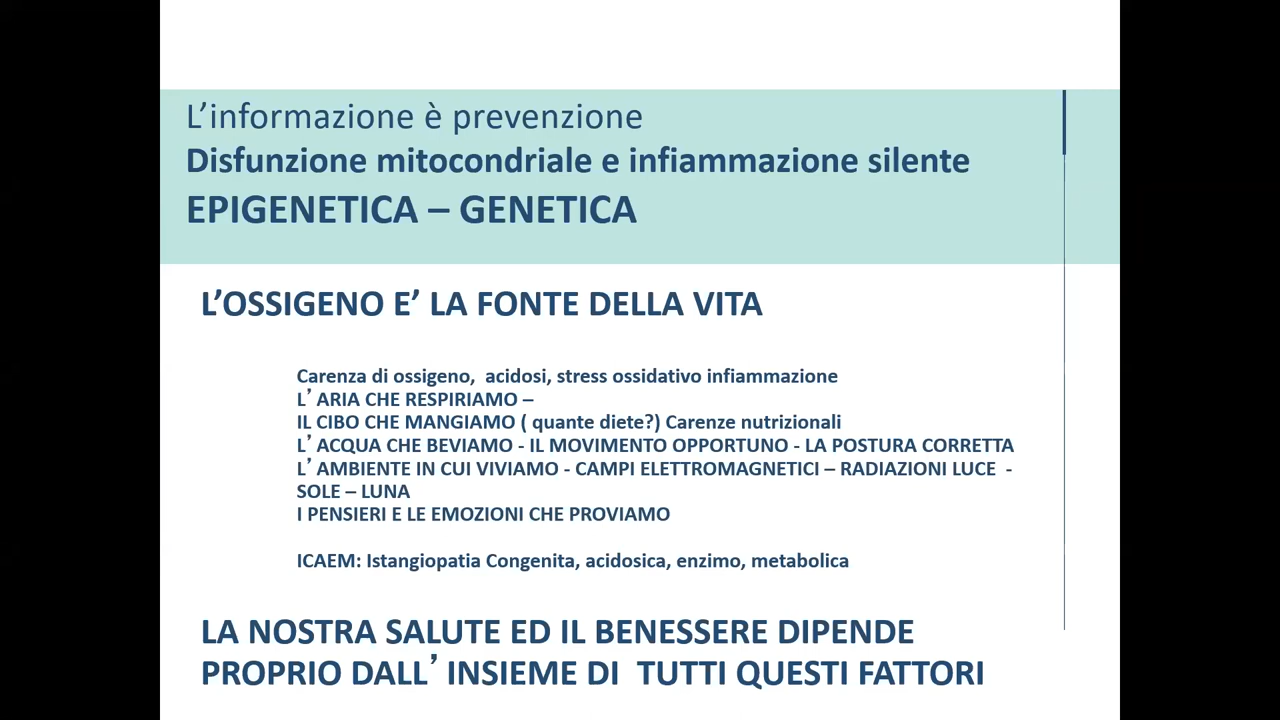 L’informazione è prevenzione
Disfunzione mitocondriale e infiammazione silente
EPIGENETICA – GENETICA
L’OSSIGENO E’ LA FONTE DELLA VITA
Carenza di ossigeno,  acidosi, stress ossidativo infiammazione
L’ ARIA CHE RESPIRIAMO –
IL CIBO CHE MANGIAMO ( quante diete?) Carenze nutrizionali
L’ ACQUA CHE BEVIAMO - IL MOVIMENTO OPPORTUNO - LA POSTURA CORRETTA
L’ AMBIENTE IN CUI VIVIAMO - CAMPI ELETTROMAGNETICI – RADIAZIONI LUCE  -
SOLE – LUNA
I PENSIERI E LE EMOZIONI CHE PROVIAMO
ICAEM: Istangiopatia Congenita, acidosica, enzimo, metabolica
LA NOSTRA SALUTE ED IL BENESSERE DIPENDE
PROPRIO DALL’ INSIEME DI  TUTTI QUESTI FATTORI